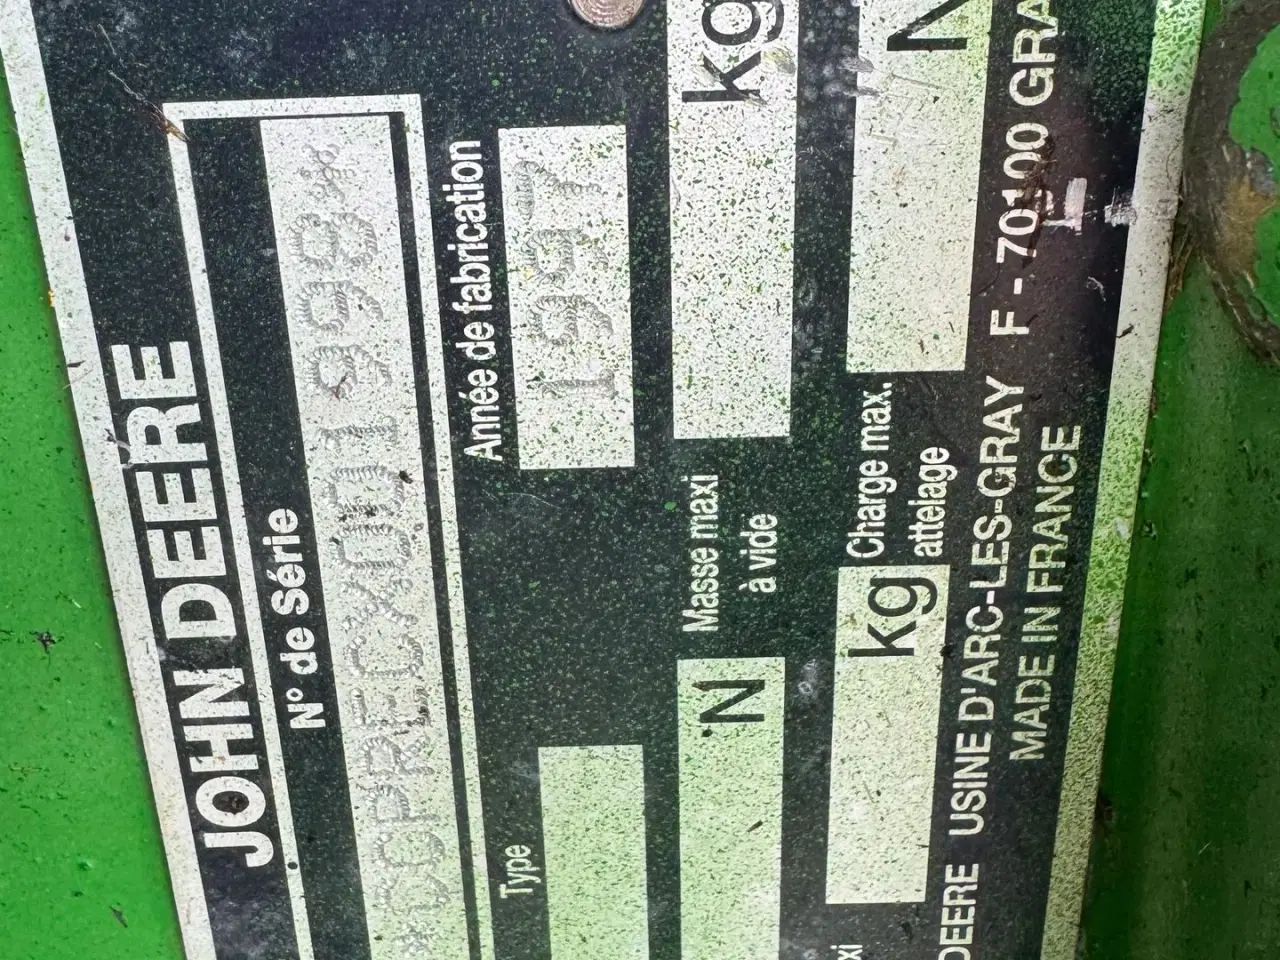 JOHN DEERE
N° de Série
*DCPREDX001998*
Type
Année de fabrication
1997
N
Masse maxi
à vide
kg
kg
Charge max.
attelage
N
DEERE USINE D'ARC-LES-GRAY F - 70100 GRA
MADE IN FRANCE